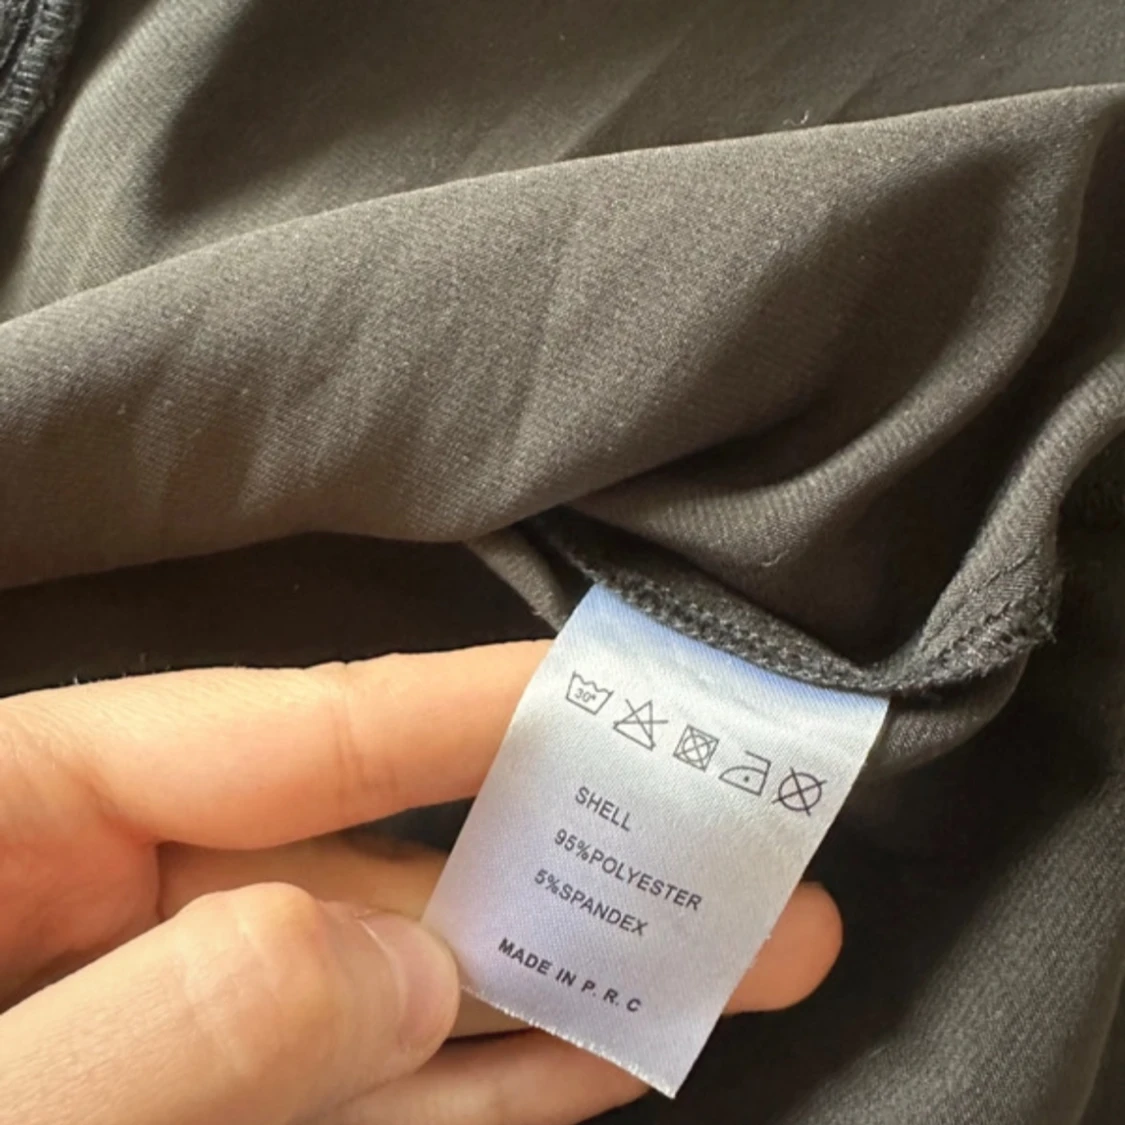 30°
SHELL
95%POLYESTER
5%SPANDEX
MADE IN P. R. C